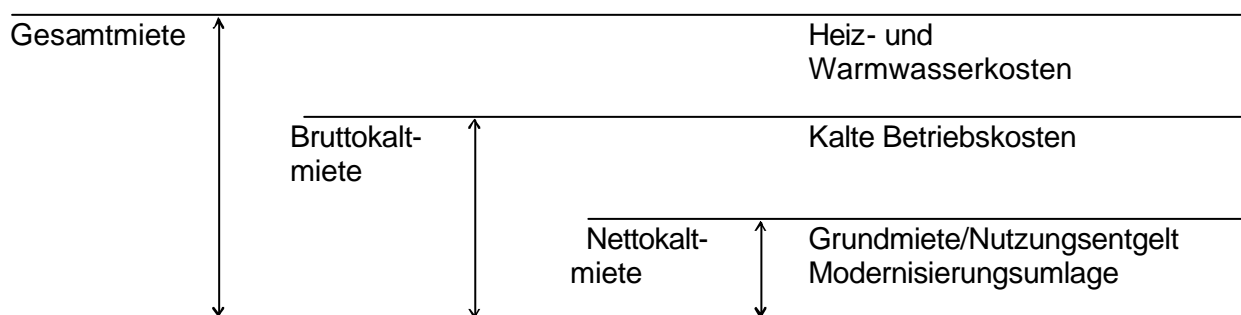 Gesamtmiete
Heiz- und
Warmwasserkosten
Bruttokalt-
miete
Kalte Betriebskosten
Nettokalt-
miete
Grundmiete/Nutzungsentgelt
Modernisierungsumlage